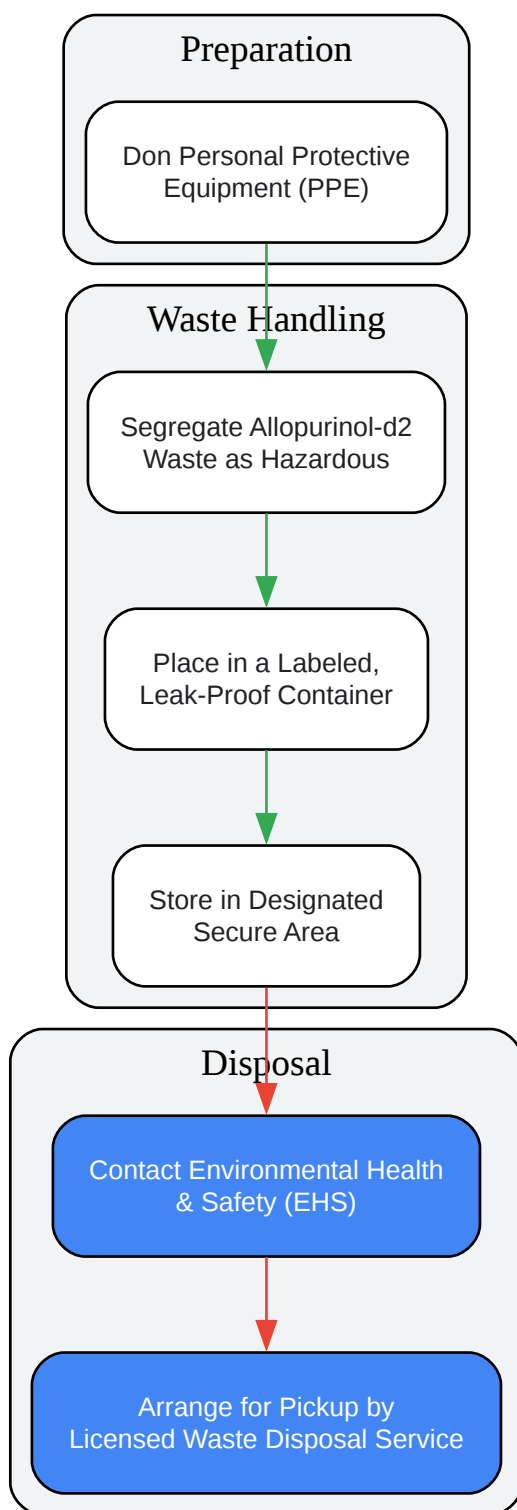 Preparation
Don Personal Protective
Equipment (PPE)
Waste Handling
Segregate Allopurinol-d2
Waste as Hazardous
Place in a Labeled,
Leak-Proof Container
Store in Designated
Secure Area
Disposal
Contact Environmental Health
& Safety (EHS)
Arrange for Pickup by
Licensed Waste Disposal Service